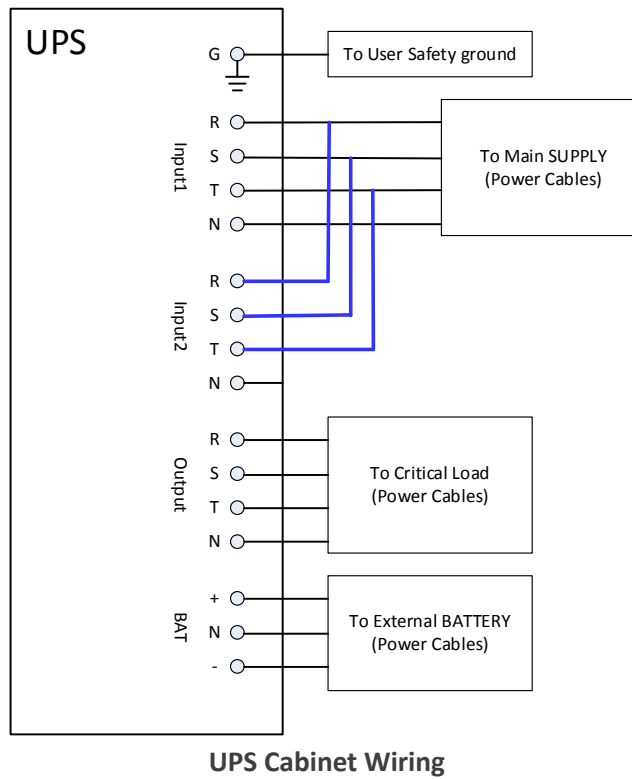 UPS
G
To User Safety ground
Input1
R
S
T
N
To Main SUPPLY
(Power Cables)
Input2
R
S
T
N
Output
R
S
T
N
To Critical Load
(Power Cables)
BAT
+
N
-
To External BATTERY
(Power Cables)
UPS Cabinet Wiring